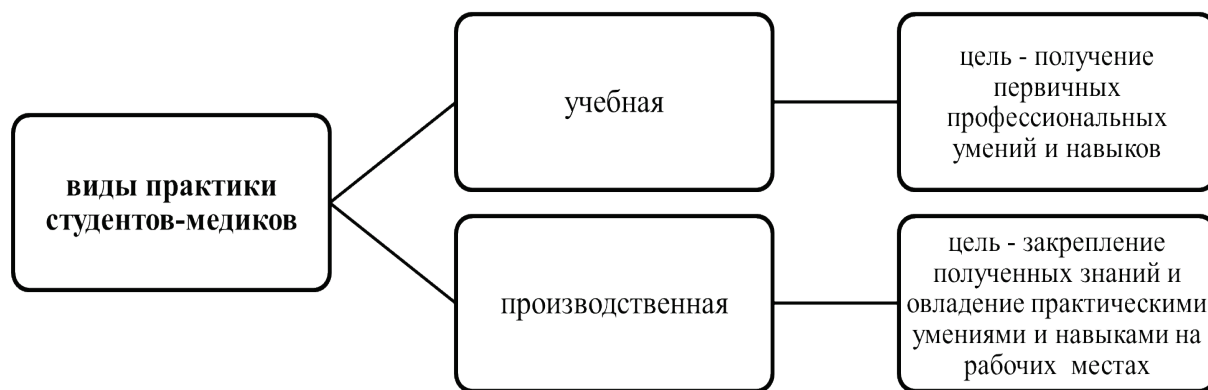 виды практики
студентов-медиков
учебная
цель - получение
первичных
профессиональных
умений и навыков
производственная
цель - закрепление
полученных знаний и
овладение практическими
умениями и навыками на
рабочих местах